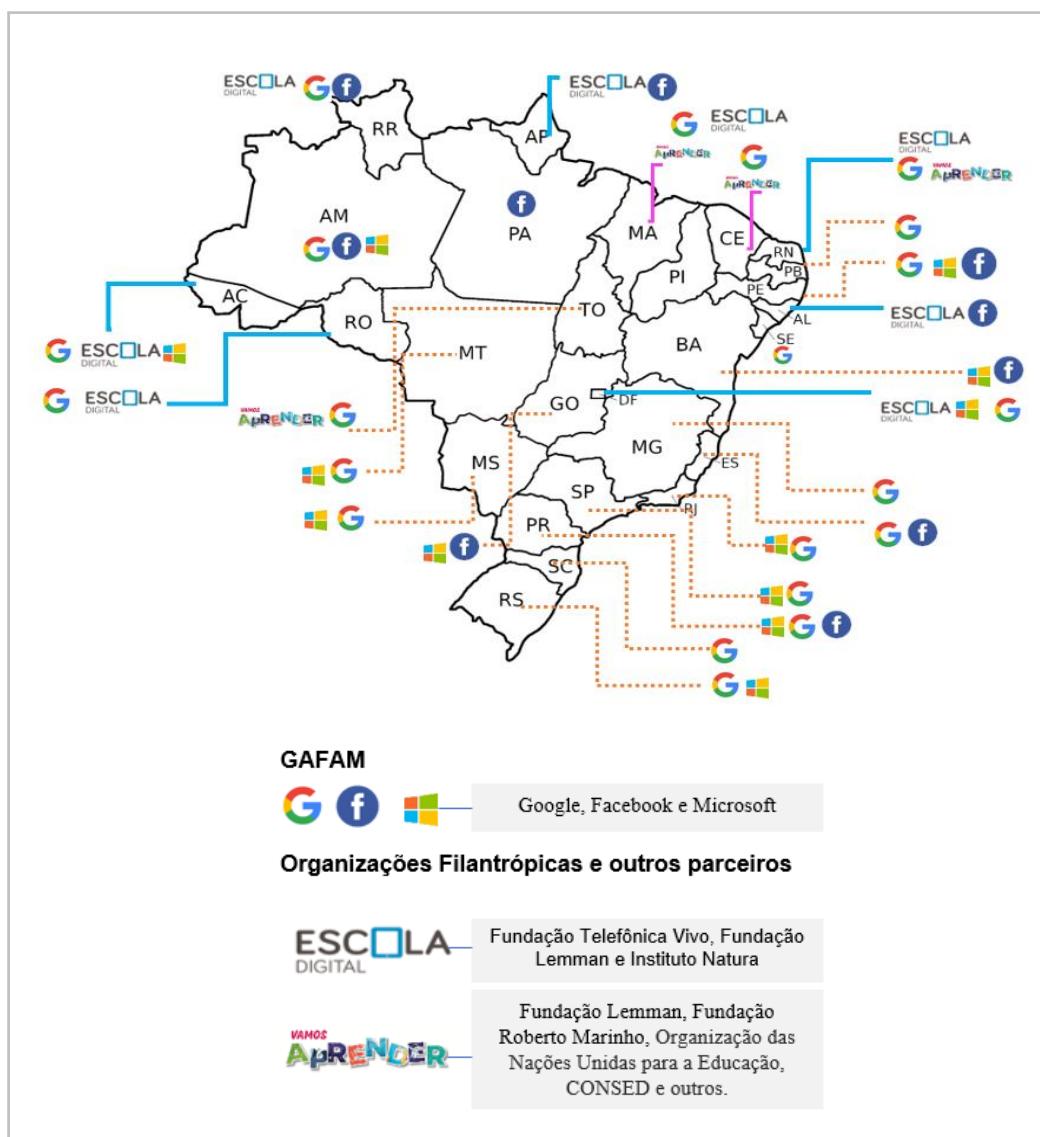 ESCOLA
DIGITAL
ESCOLA
DIGITAL
RR
AP
ESCOLA
DIGITAL
VAMOS
APRENDER
VAMOS
APRENDER
ESCOLA
DIGITAL
VAMOS
APRENDER
AM
PA
MA
CE
RN
PB
PI
PE
AC
RO
TO
AL
ESCOLA
DIGITAL
SE
MT
BA
ESCOLA
DIGITAL
ESCOLA
DIGITAL
VAMOS
APRENDER
GO
DF
ESCOLA
DIGITAL
MG
ES
MS
SP
RJ
PR
SC
RS
GAFAM
Google, Facebook e Microsoft
Organizações Filantrópicas e outros parceiros
ESCOLA
DIGITAL
Fundação Telefônica Vivo, Fundação
Lemman e Instituto Natura
VAMOS
APRENDER
Fundação Lemman, Fundação
Roberto Marinho, Organização das
Nações Unidas para a Educação,
CONSED e outros.